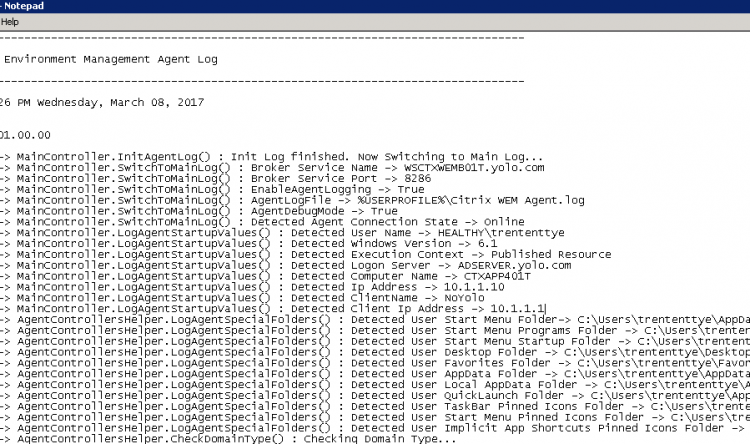 - Notepad
Help
--------------------------------------------------------------------------------
Environment Management Agent Log
--------------------------------------------------------------------------------
26 PM Wednesday, March 08, 2017
01.00.00
-> MainController.InitAgentLog() : Init Log finished. Now Switching to Main Log...
-> MainController.SwitchToMainLog() : Broker Service Name -> WSCTXWEMB01T.yolo.com
-> MainController.SwitchToMainLog() : Broker Service Port -> 8286
-> MainController.SwitchToMainLog() : EnableAgentLogging -> True
-> MainController.SwitchToMainLog() : AgentLogFile -> %USERPROFILE%\Citrix WEM Agent.log
-> MainController.SwitchToMainLog() : AgentDebugMode -> True
-> MainController.SwitchToMainLog() : Detected Agent Connection State -> Online
-> MainController.LogAgentStartupValues() : Detected User Name -> HEALTHY\trententtye
-> MainController.LogAgentStartupValues() : Detected Windows Version -> 6.1
-> MainController.LogAgentStartupValues() : Detected Execution Context -> Published Resource
-> MainController.LogAgentStartupValues() : Detected Logon Server -> ADSERVER.yolo.com
-> MainController.LogAgentStartupValues() : Detected Computer Name -> CTXAPP401T
-> MainController.LogAgentStartupValues() : Detected Ip Address -> 10.1.1.10
-> MainController.LogAgentStartupValues() : Detected ClientName -> NoYolo
-> MainController.LogAgentStartupValues() : Detected Client Ip Address -> 10.1.1.1
-> AgentControllersHelper.LogAgentSpecialFolders() : Detected User Start Menu Folder-> C:\Users\trententtye\AppDa
-> AgentControllersHelper.LogAgentSpecialFolders() : Detected User Start Menu Programs Folder -> C:\Users\trenten
-> AgentControllersHelper.LogAgentSpecialFolders() : Detected User Start Menu Startup Folder -> C:\Users\trentent
-> AgentControllersHelper.LogAgentSpecialFolders() : Detected User Desktop Folder -> C:\Users\trententtye\Desktop
-> AgentControllersHelper.LogAgentSpecialFolders() : Detected User Favorites Folder -> C:\Users\trententtye\Favor
-> AgentControllersHelper.LogAgentSpecialFolders() : Detected User AppData Folder -> C:\Users\trententtye\AppData
-> AgentControllersHelper.LogAgentSpecialFolders() : Detected User Local AppData Folder -> C:\Users\trententtye\A
-> AgentControllersHelper.LogAgentSpecialFolders() : Detected User QuickLaunch Folder -> C:\Users\trententtye\App
-> AgentControllersHelper.LogAgentSpecialFolders() : Detected User TaskBar Pinned Icons Folder -> C:\Users\trente
-> AgentControllersHelper.LogAgentSpecialFolders() : Detected User Start Menu Pinned Icons Folder -> C:\Users\tre
-> AgentControllersHelper.LogAgentSpecialFolders() : Detected User Implicit App Shortcuts Pinned Icons Folder ->
-> AgentControllersHelper.CheckDomainType() : Checking Domain Type...